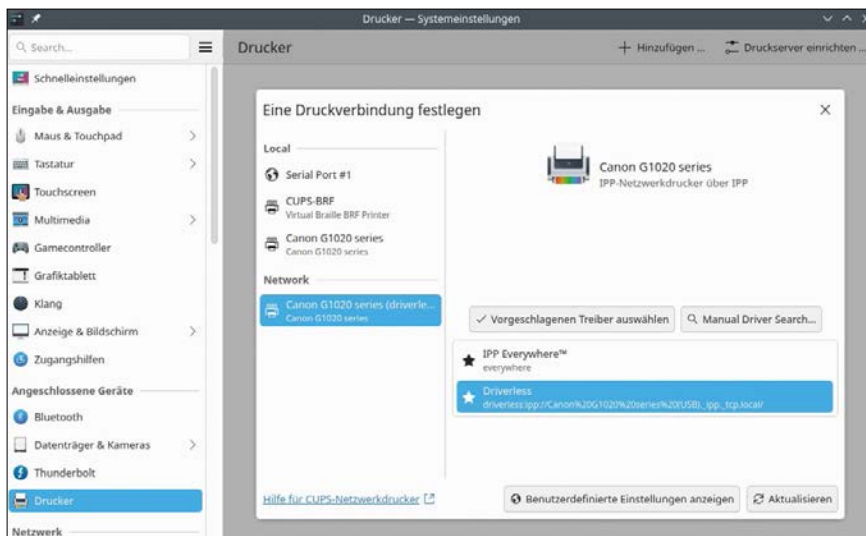 Drucker — Systemeinstellungen
Search...
Drucker
Hinzufügen ...
Druckserver einrichten ...
Schnelleinstellungen
Eingabe & Ausgabe
Maus & Touchpad
Tastatur
Touchscreen
Multimedia
Gamecontroller
Grafiktablett
Klang
Anzeige & Bildschirm
Zugangshilfen
Angeschlossene Geräte
Bluetooth
Datenträger & Kameras
Thunderbolt
Drucker
Netzwerk
Eine Druckverbindung festlegen
Local
Serial Port #1
CUPS-BRF
Virtual Braille BRF Printer
Canon G1020 series
Canon G1020 series
Network
Canon G1020 series (driverle...
Canon G1020 series
Canon G1020 series
IPP-Netzwerkdrucker über IPP
Vorgeschlagenen Treiber auswählen
Manual Driver Search...
IPP Everywhere™
everywhere
Driverless
driverless:ipp://Canon%20G1020%20series%20(USB)._ipp._tcp.local/
Hilfe für CUPS-Netzwerkdrucker
Benutzerdefinierte Einstellungen anzeigen
Aktualisieren